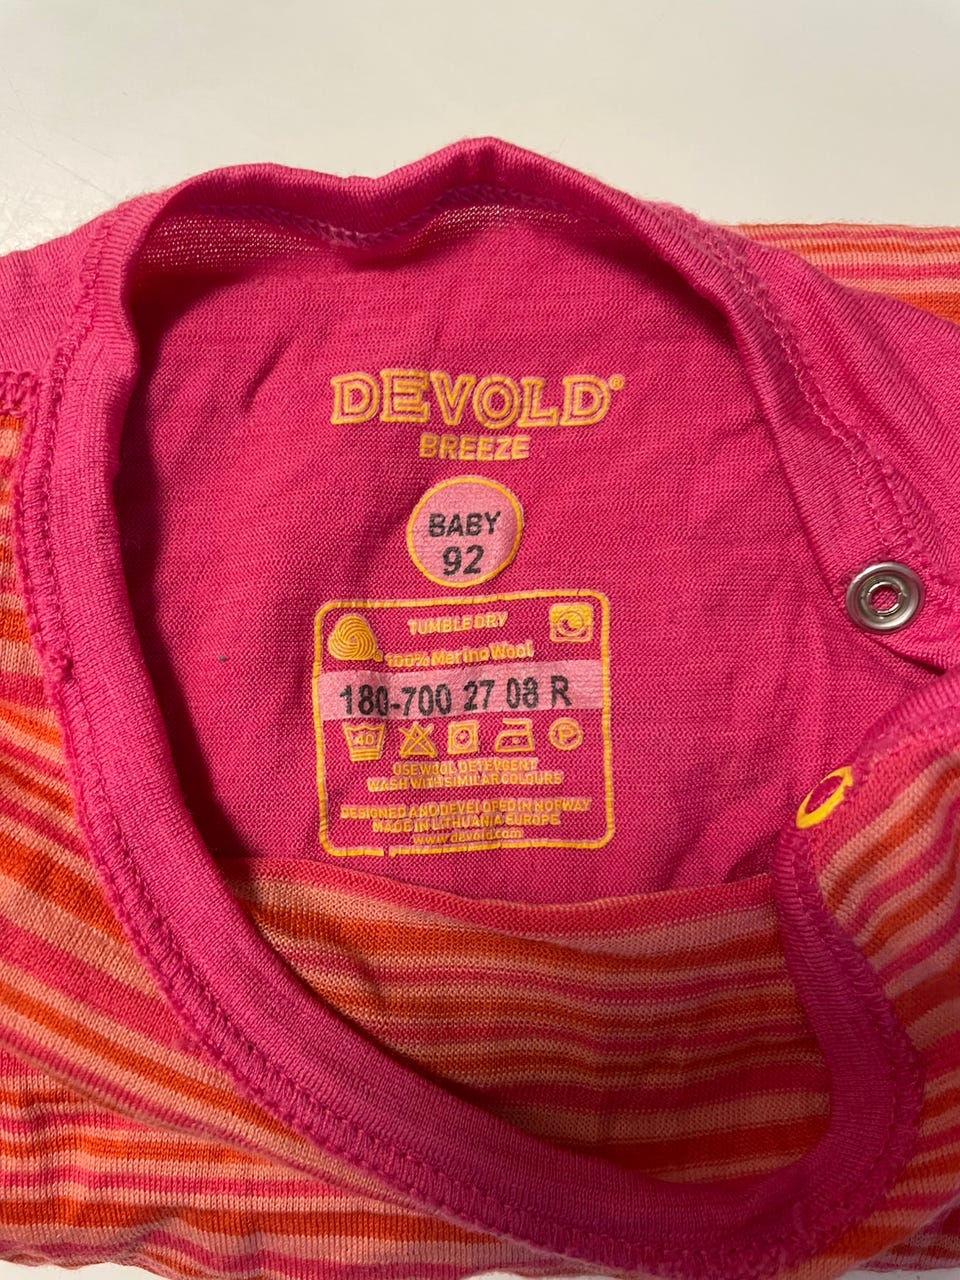 DEVOLD®
BREEZE
BABY
92
TUMBLE DRY
100% Merino Wool
180-700 27 08 R
40 P
USE WOOL DETERGENT
WASH WITH SIMILAR COLOURS
DESIGNED AND DEVELOPED IN NORWAY
MADE IN LITHUANIA EUROPE
www.devold.com